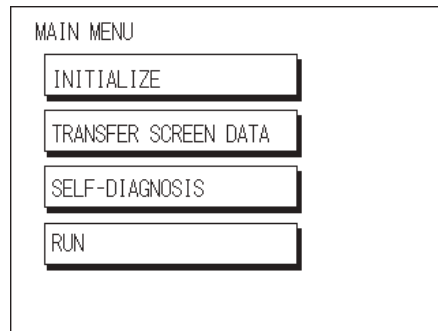 MAIN MENU
INITIALIZE
TRANSFER SCREEN DATA
SELF-DIAGNOSIS
RUN